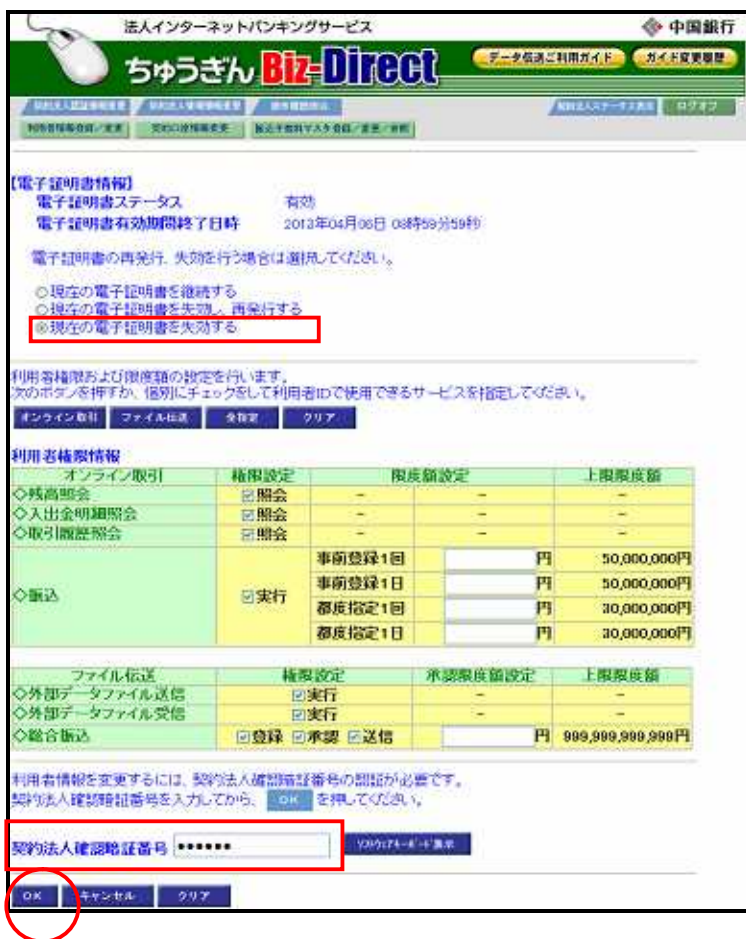 法人インターネットバンキングサービス 中国銀行
ちゅうぎん Biz-Direct データ伝送ご利用ガイド ガイド変更履歴
ログオフ
【電子証明書情報】
電子証明書ステータス 有効
電子証明書有効期間終了日時 2013年04月06日 08時59分59秒
電子証明書の再発行、失効を行う場合は選択してください。
○現在の電子証明書を継続する
○現在の電子証明書を失効し、再発行する
◉現在の電子証明書を失効する
利用者権限および限度額の設定を行います。
次のボタンを押すか、個別にチェックをして利用者IDで使用できるサービスを指定してください。
オンライン取引 ファイル伝送 全指定 クリア
利用者権限情報
オンライン取引 権限設定 限度額設定 上限限度額
◇残高照会 ☑照会 － － －
◇入出金明細照会 ☑照会 － － －
◇取引履歴照会 ☑照会 － － －
◇振込 ☑実行 事前登録1回 円 50,000,000円
事前登録1日 円 50,000,000円
都度指定1回 円 30,000,000円
都度指定1日 円 30,000,000円
ファイル伝送 権限設定 承認限度額設定 上限限度額
◇外部データファイル送信 ☑実行 － －
◇外部データファイル受信 ☑実行 － －
◇総合振込 ☑登録 ☑承認 ☑送信 円 999,999,999,999円
利用者情報を変更するには、契約法人確認暗証番号の認証が必要です。
契約法人確認暗証番号を入力してから、 OK を押してください。
契約法人確認暗証番号 ●●●●●● ソフトウェアキーボード表示
OK キャンセル クリア